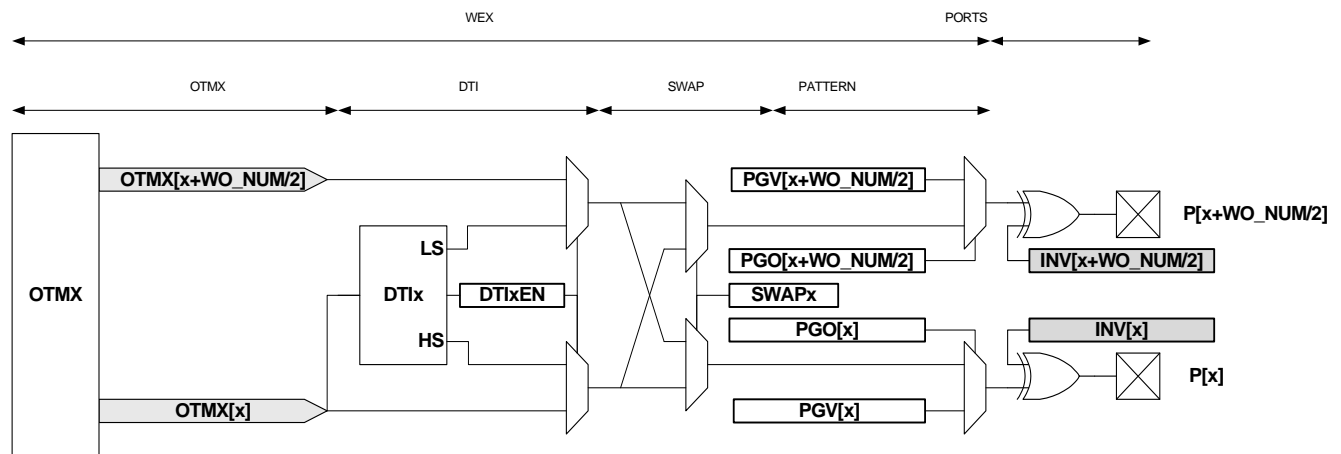 WEX PORTS
OTMX DTI SWAP PATTERN
OTMX[x+WO_NUM/2] PGV[x+WO_NUM/2]
P[x+WO_NUM/2]
LS
PGO[x+WO_NUM/2] INV[x+WO_NUM/2]
OTMX DTIx DTIxEN SWAPx
PGO[x] INV[x]
HS
P[x]
OTMX[x] PGV[x]